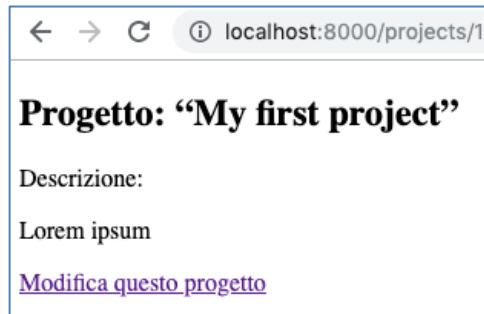 localhost:8000/projects/1
Progetto: “My first project”
Descrizione:
Lorem ipsum
Modifica questo progetto